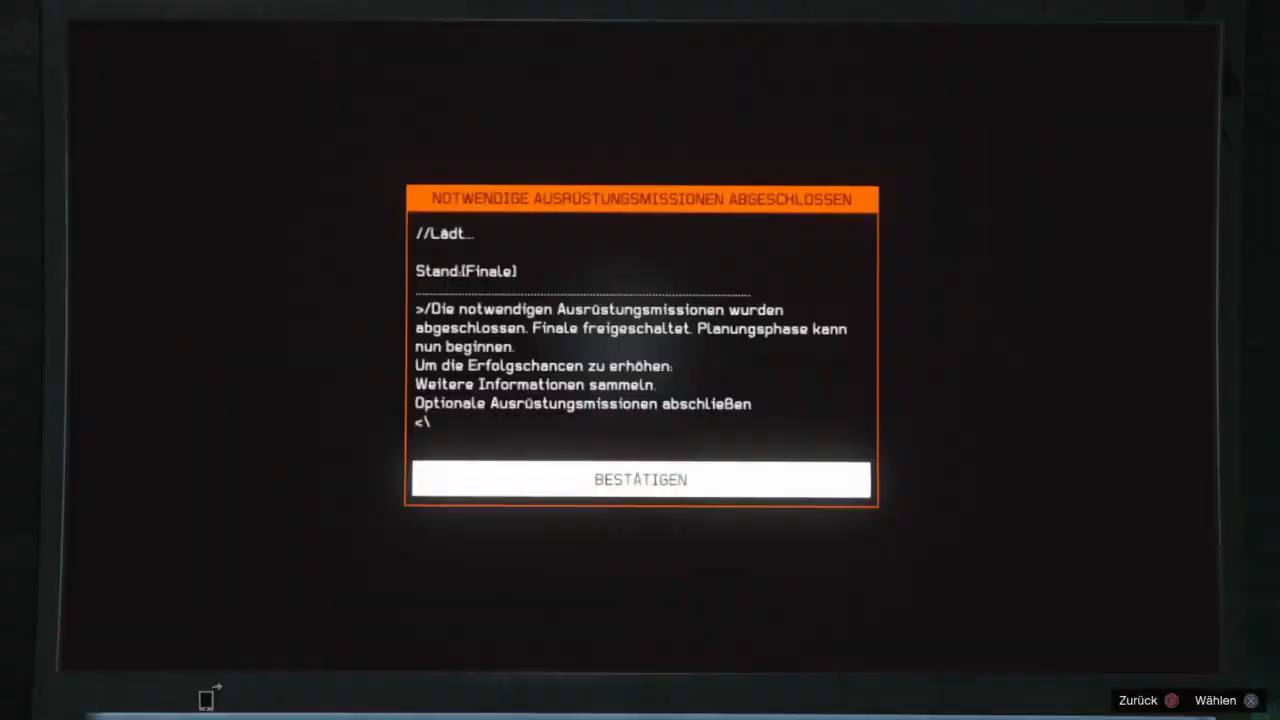 NOTWENDIGE AUSRÜSTUNGSMISSIONEN ABGESCHLOSSEN
//Lädt...
Stand:[Finale]
>/Die notwendigen Ausrüstungsmissionen wurden
abgeschlossen. Finale freigeschaltet. Planungsphase kann
nun beginnen.
Um die Erfolgschancen zu erhöhen:
Weitere Informationen sammeln.
Optionale Ausrüstungsmissionen abschließen
<\
BESTÄTIGEN
Zurück Wählen